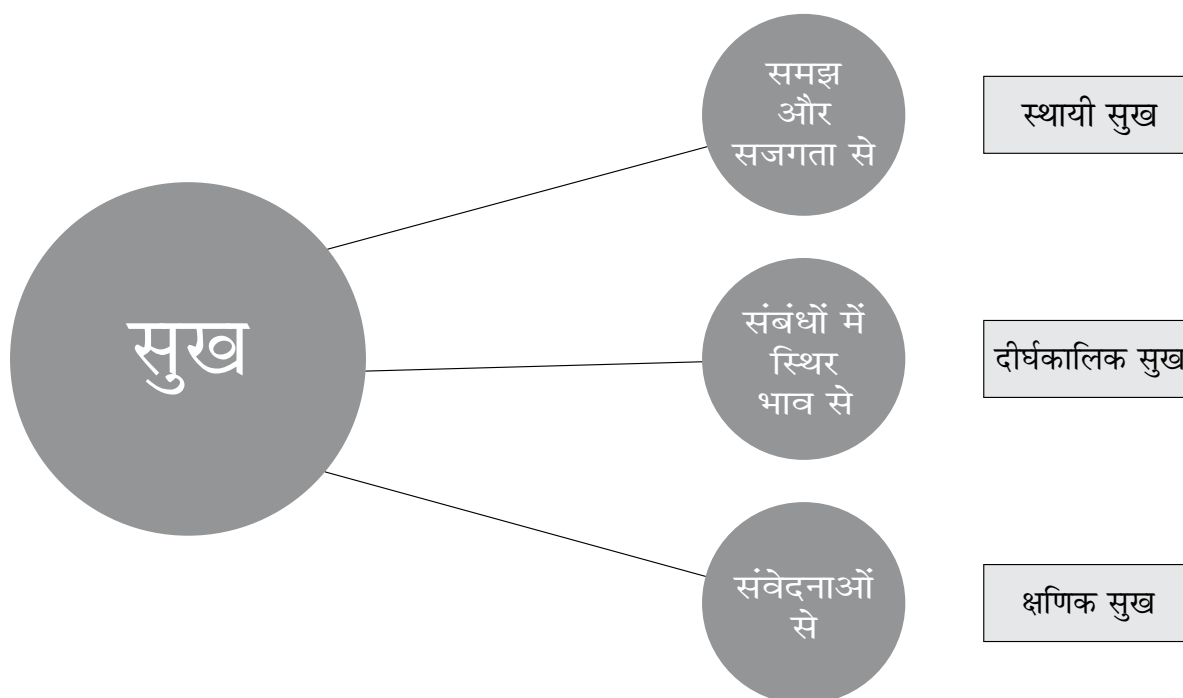 सुख
समझ
और
सजगता से
स्थायी सुख
संबंधों में
स्थिर
भाव से
दीर्घकालिक सुख
संवेदनाओं
से
क्षणिक सुख